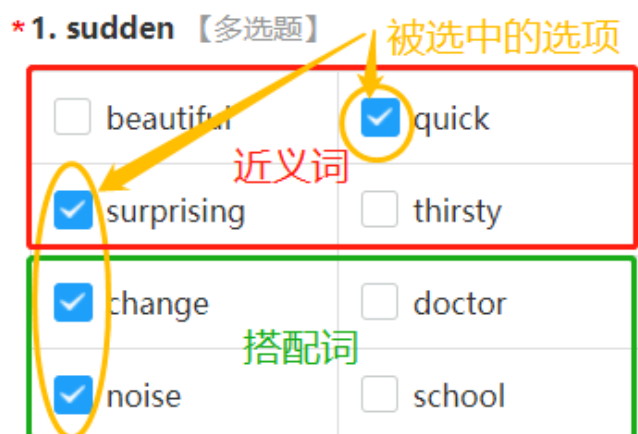 *1. sudden 【多选题】 被选中的选项
beautiful quick
近义词
surprising thirsty
change doctor
搭配词
noise school